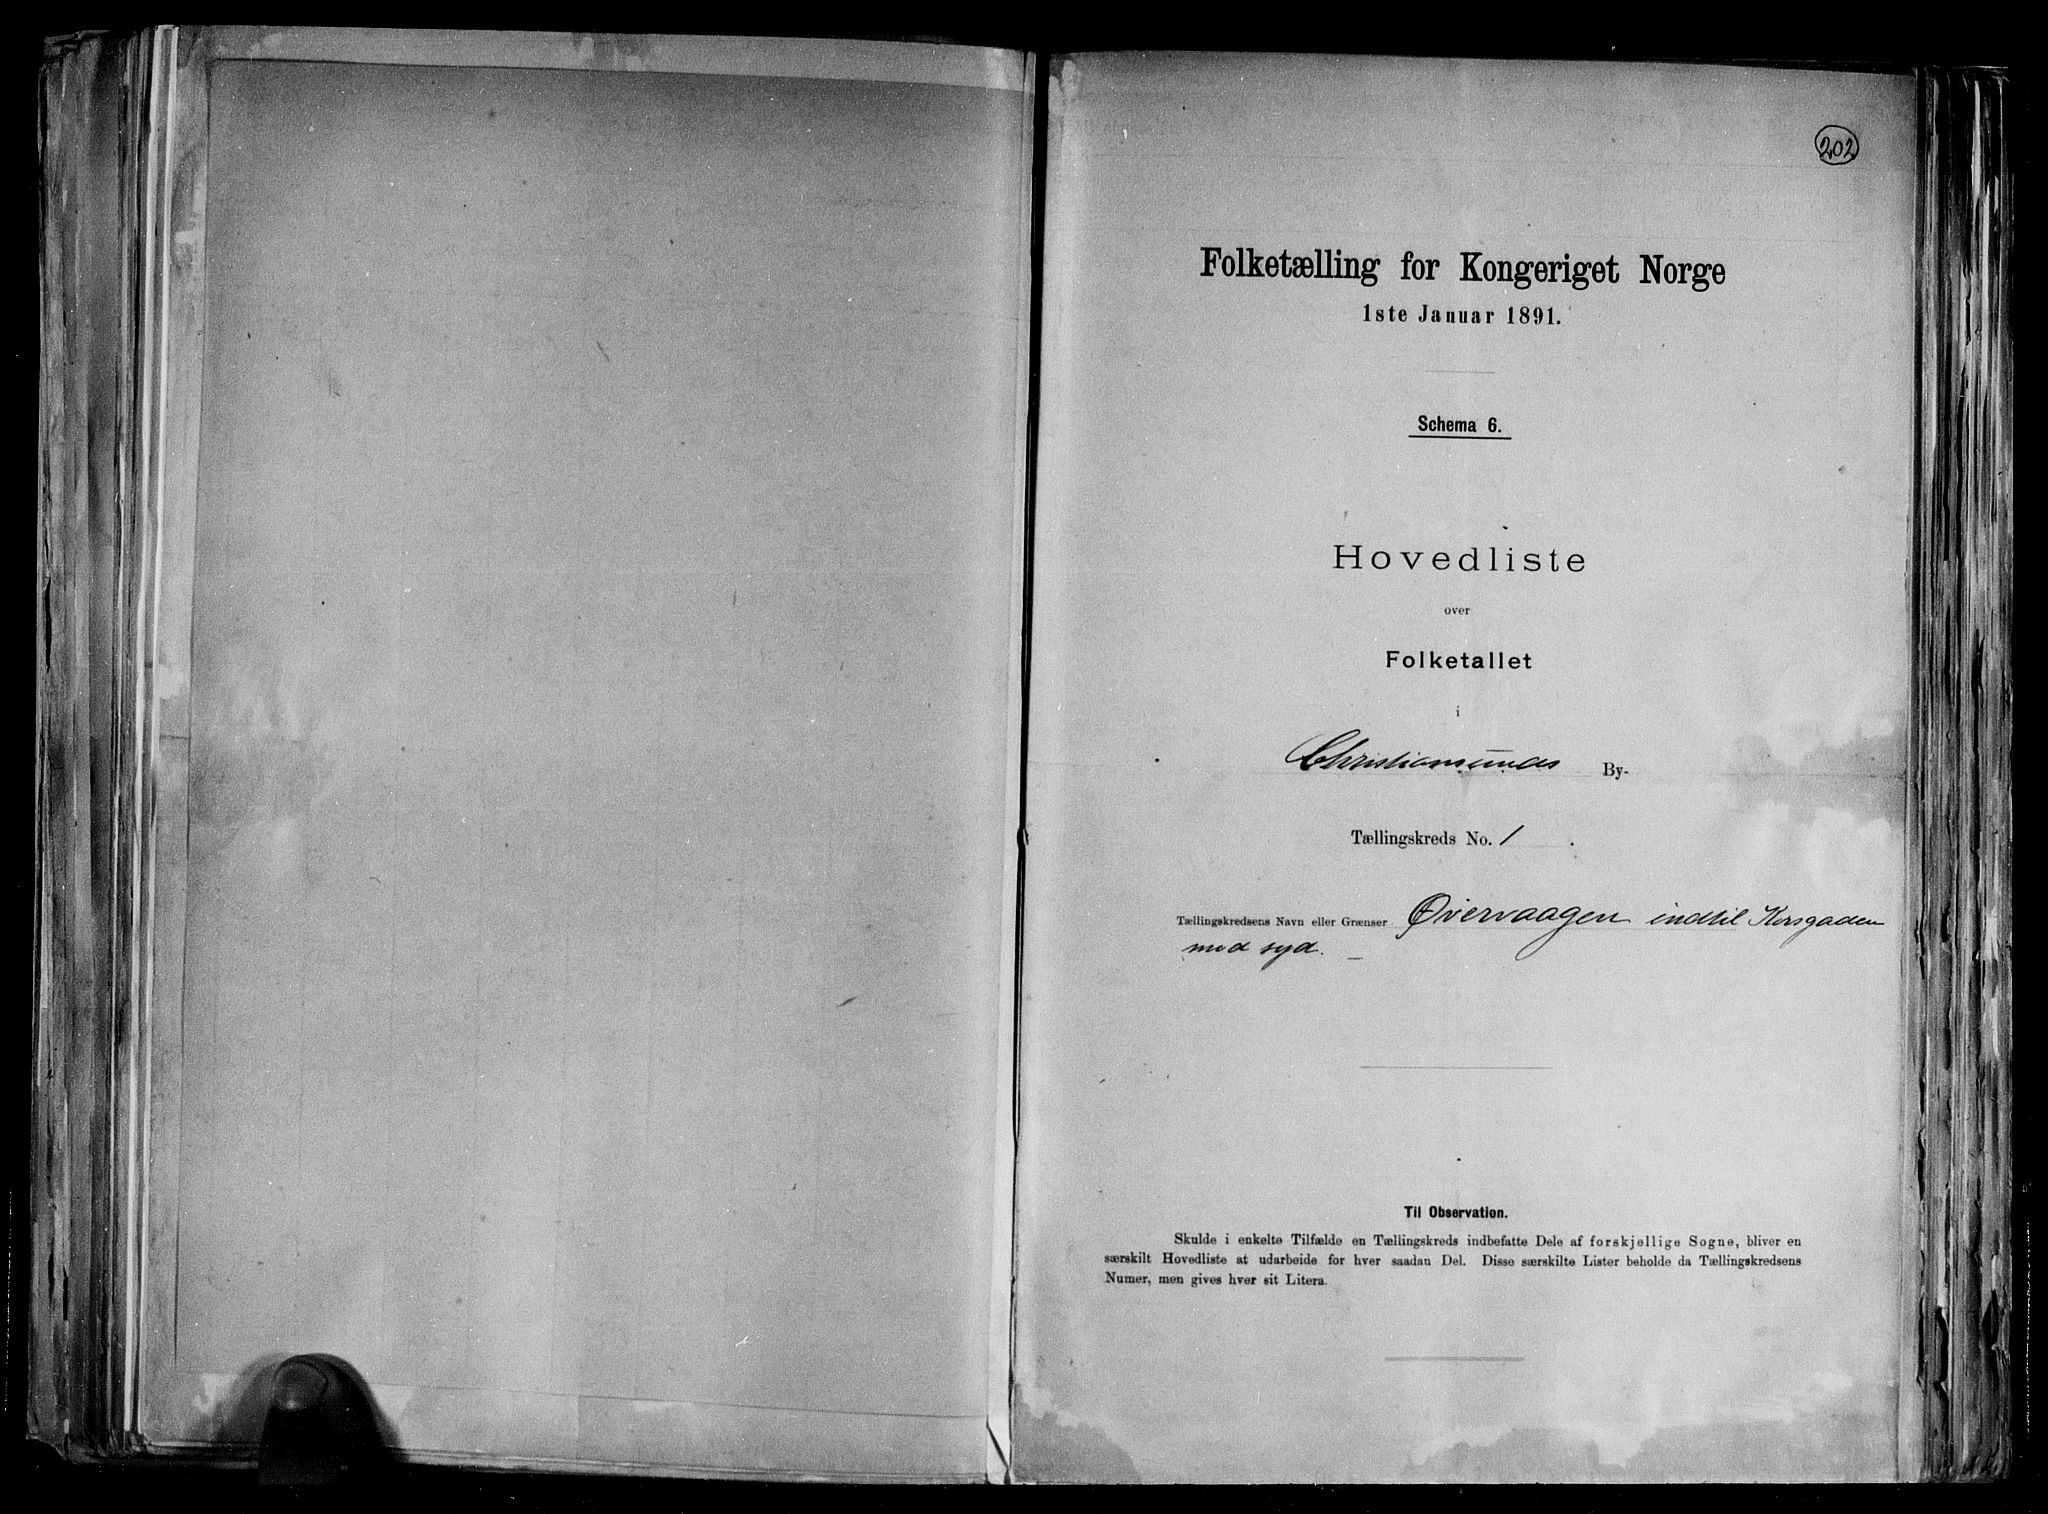 202
Folketælling for Kongeriget Norge
1ste Januar 1891.
Schema 6.
Hovedliste
over
Folketallet
i
Christiansunds By-
Tællingskreds No. 1.
Tællingskredsens Navn eller Grænser Øvervaagen indtil Korsgaden
mod syd. —
Til Observation.
Skulde i enkelte Tilfælde en Tællingskreds indbefatte Dele af forskjellige Sogne, bliver en
særskilt Hovedliste at udarbeide for hver saadan Del. Disse særskilte Lister beholde da Tællingskredsens
Numer, men gives hver sit Litera.